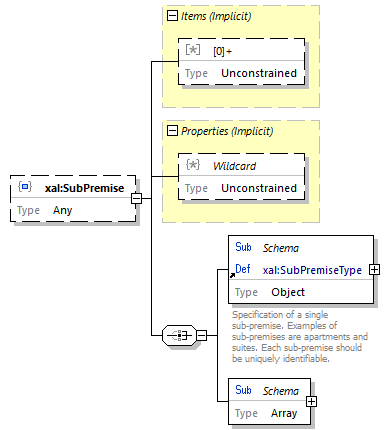 Items (Implicit)
[*] [0]+
Type Unconstrained
Properties (Implicit)
{*} Wildcard
Type Unconstrained
{} xal:SubPremise
Type Any
Sub Schema
Def xal:SubPremiseType
Type Object
Specification of a single
sub-premise. Examples of
sub-premises are apartments and
suites. Each sub-premise should
be uniquely identifiable.
Sub Schema
Type Array